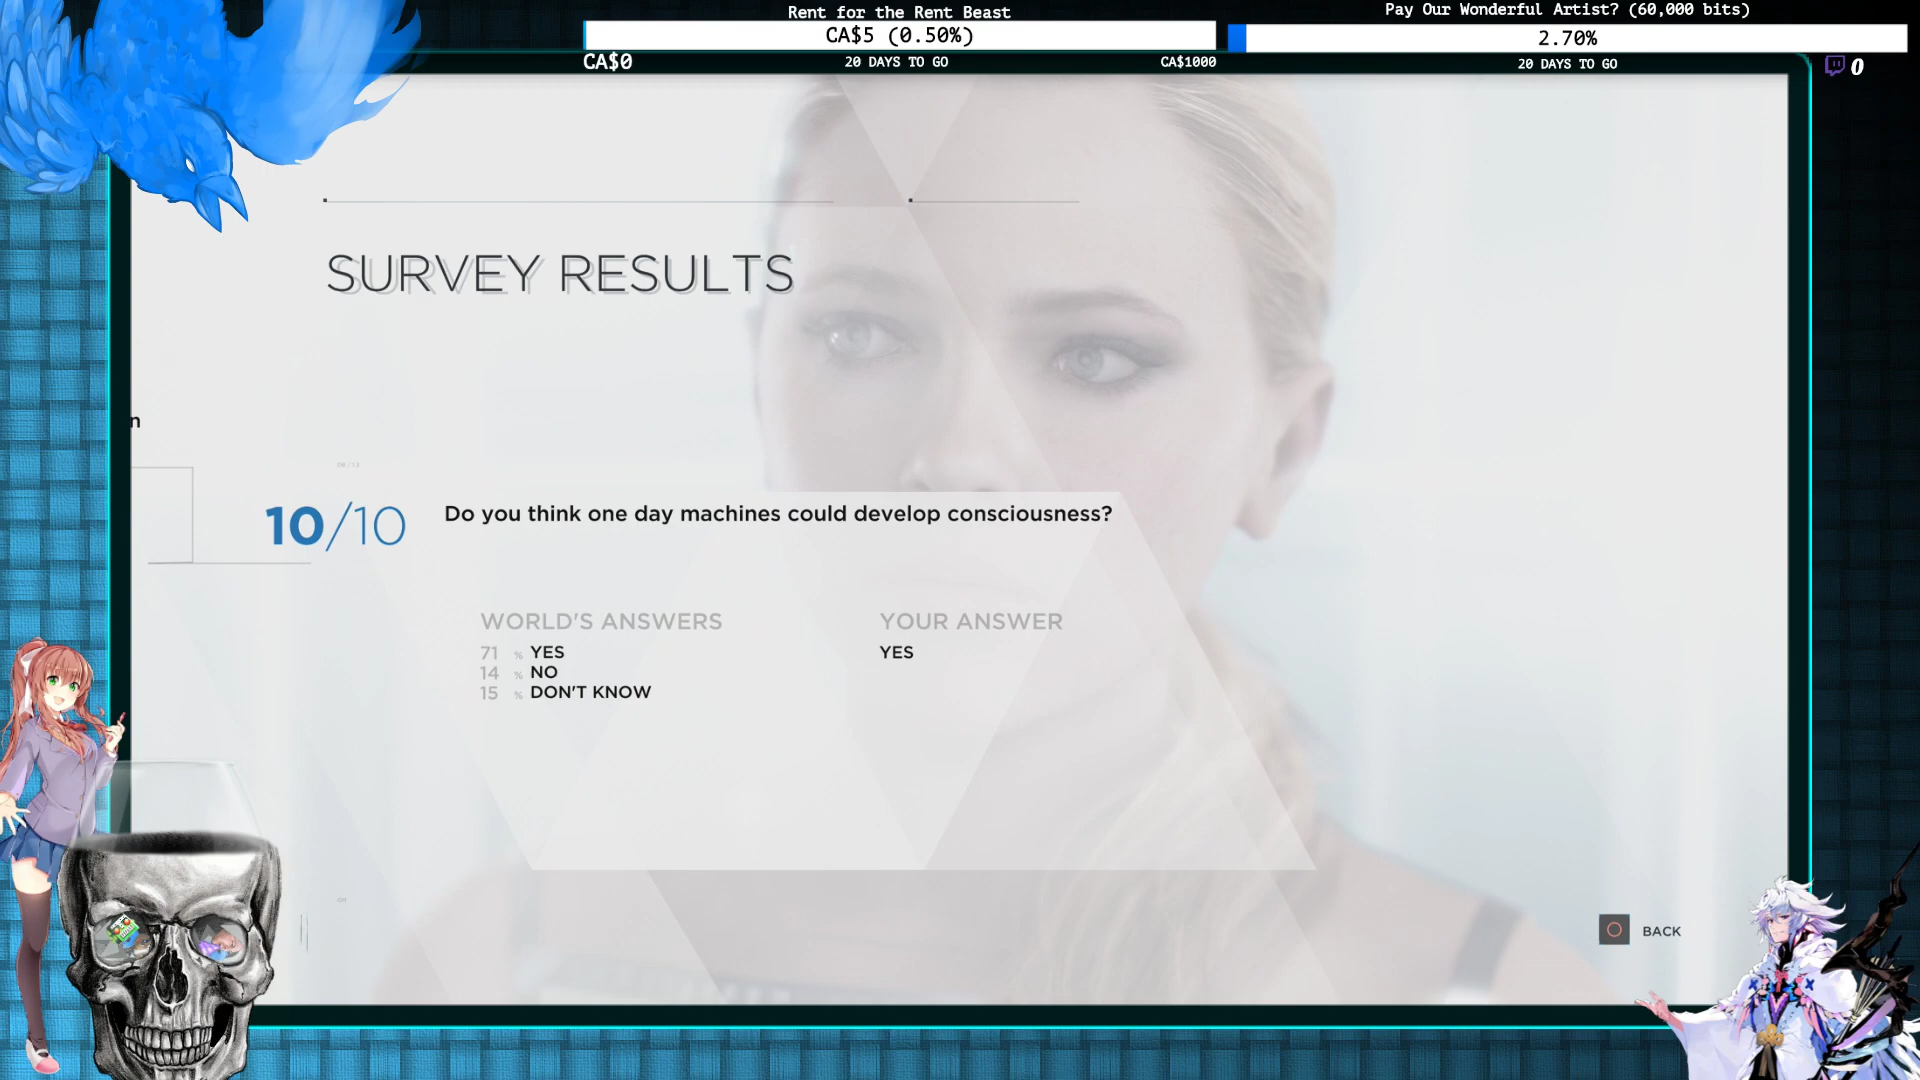 Rent for the Rent Beast
CA$5 (0.50%)
CA$0
20 DAYS TO GO
CA$1000
Pay Our Wonderful Artist? (60,000 bits)
2.70%
20 DAYS TO GO
0
SURVEY RESULTS
n
10/10
Do you think one day machines could develop consciousness?
WORLD'S ANSWERS
71 % YES
14 % NO
15 % DON'T KNOW
YOUR ANSWER
YES
BACK